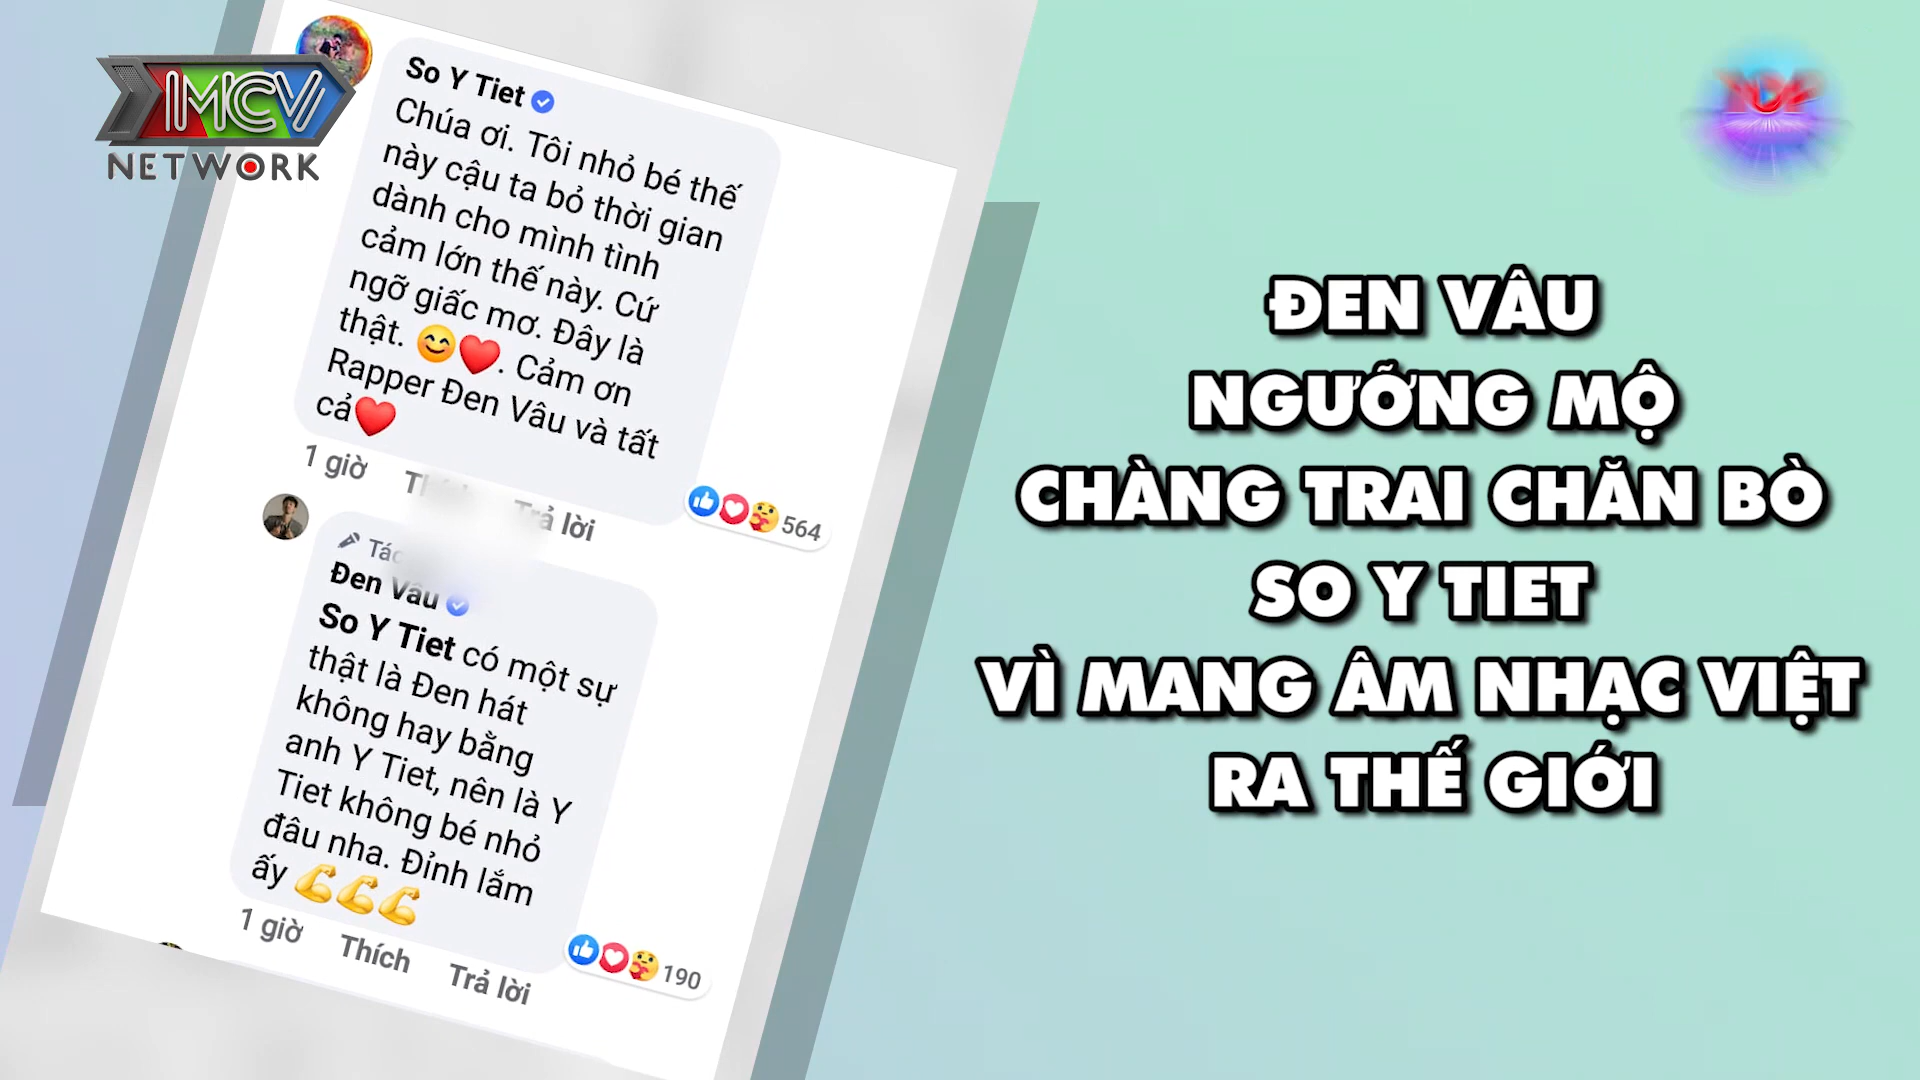 MCV
NETWORK
So Y Tiet
Chúa ơi. Tôi nhỏ bé thế
này cậu ta bỏ thời gian
dành cho mình tình
cảm lớn thế này. Cứ
ngỡ giấc mơ. Đây là
thật. 😊❤️. Cảm ơn
Rapper Đen Vâu và tất
cả❤️
1 giờ
Trả lời
564
Đen Vâu
So Y Tiet có một sự
thật là Đen hát
không hay bằng
anh Y Tiet, nên là Y
Tiet không bé nhỏ
đâu nha. Đỉnh lắm
ấy 💪💪💪
1 giờ Thích Trả lời
190
ĐEN VÂU
NGƯỠNG MỘ
CHÀNG TRAI CHĂN BÒ
SO Y TIET
VÌ MANG ÂM NHẠC VIỆT
RA THẾ GIỚI